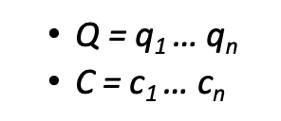 • Q = q1... qn
• C = c1... cn